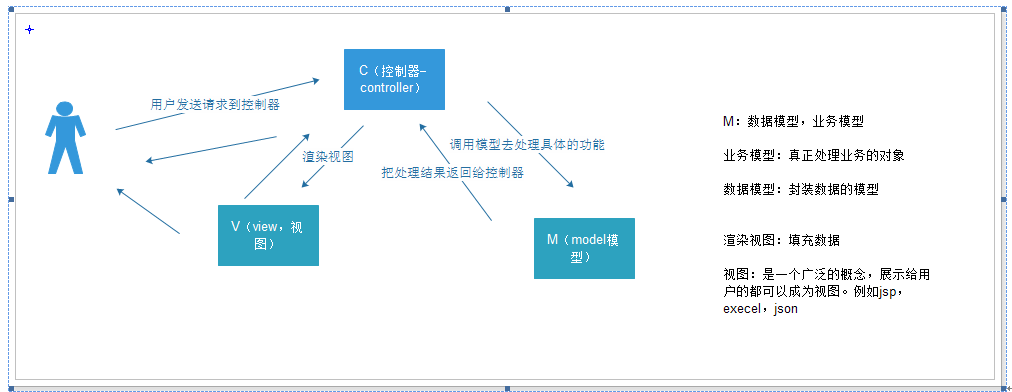 C（控制器–
controller）
用户发送请求到控制器
渲染视图
调用模型去处理具体的功能
把处理结果返回给控制器
V（view，视
图）
M（model模
型）
M：数据模型，业务模型
业务模型：真正处理业务的对象
数据模型：封装数据的模型
渲染视图：填充数据
视图：是一个广泛的概念，展示给用
户的都可以成为视图。例如jsp，
execel，json